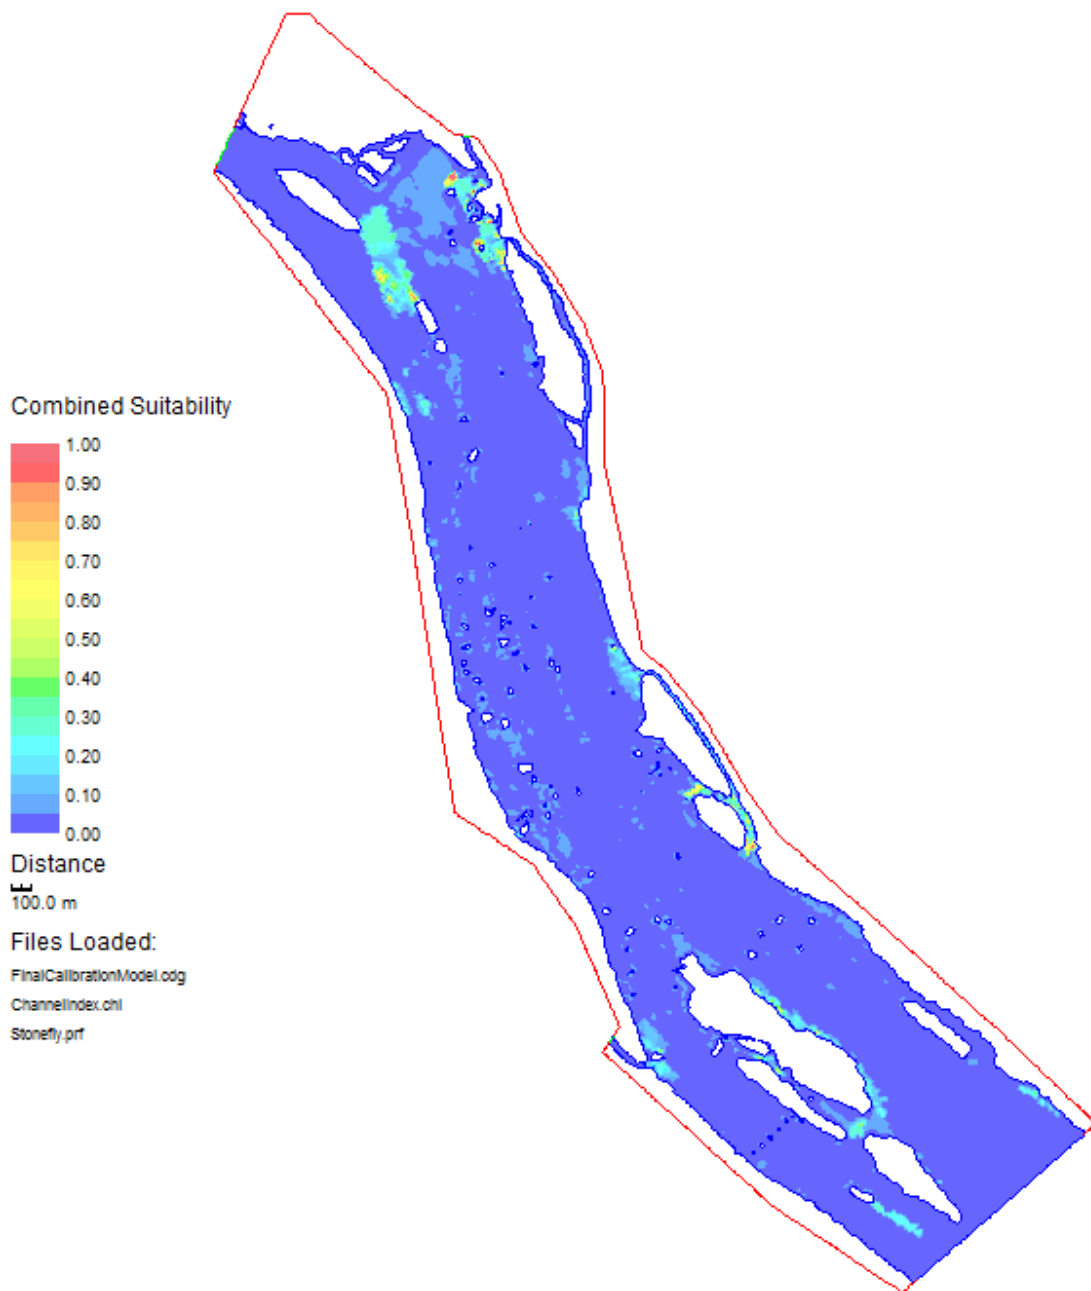 Combined Suitability
1.00
0.90
0.80
0.70
0.60
0.50
0.40
0.30
0.20
0.10
0.00
Distance
100.0 m
Files Loaded:
FinalCalibrationModel.cdg
ChannelIndex.chi
Stonefly.prf